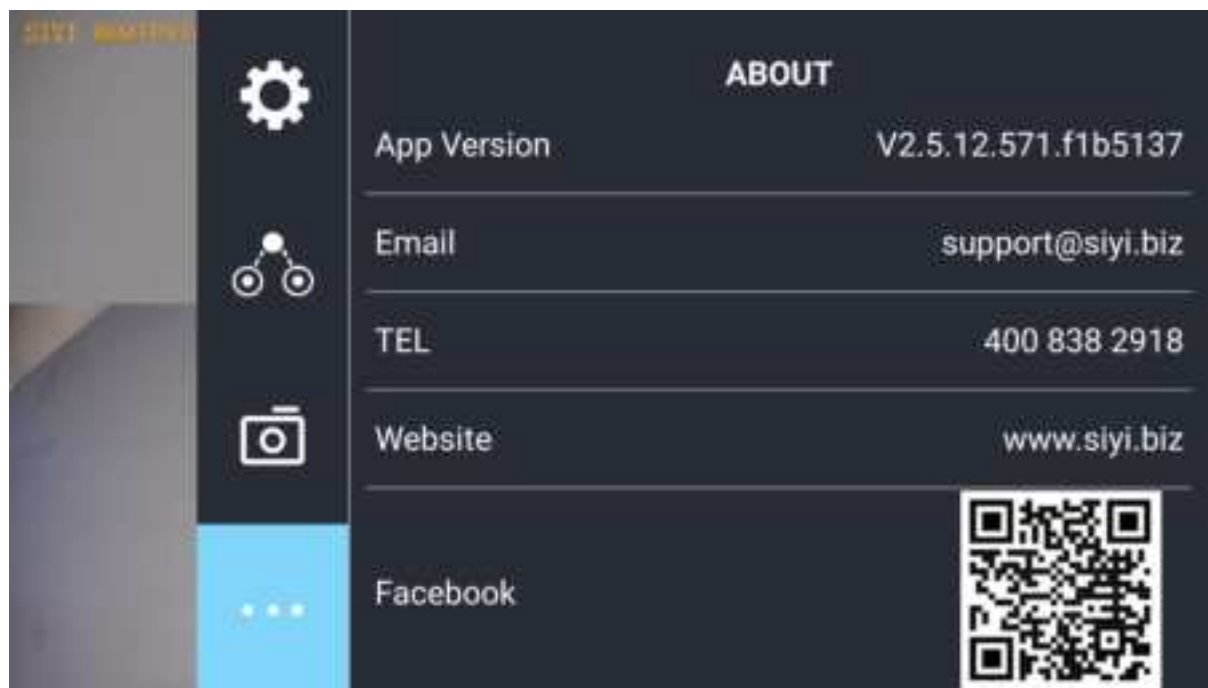 SIYI
ABOUT
App Version V2.5.12.571.f1b5137
Email support@siyi.biz
TEL 400 838 2918
Website www.siyi.biz
Facebook